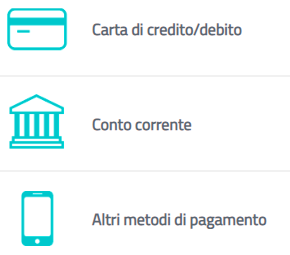 Carta di credito/debito
Conto corrente
Altri metodi di pagamento